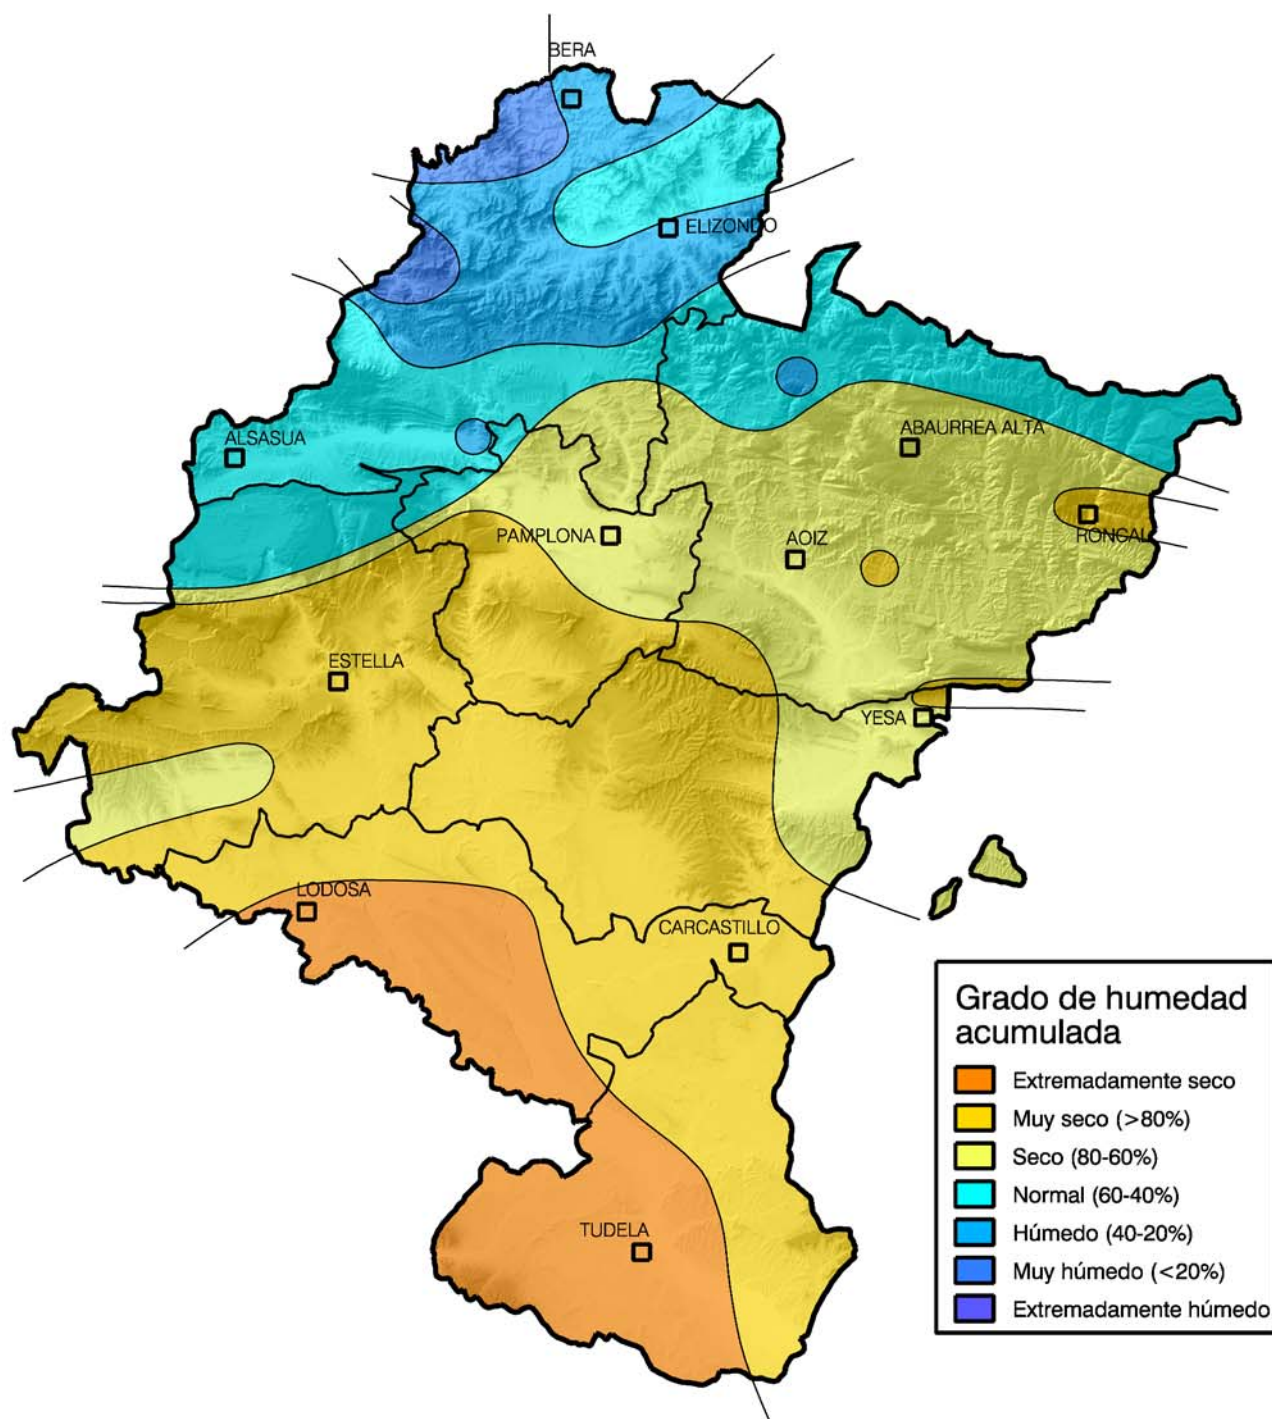 BERA
ELIZONDO
ALSASUA
ABAURREA ALTA
PAMPLONA
AOIZ
RONCAL
ESTELLA
YESA
LODOSA
CARCASTILLO
TUDELA
Grado de humedad
acumulada
Extremadamente seco
Muy seco (>80%)
Seco (80-60%)
Normal (60-40%)
Húmedo (40-20%)
Muy húmedo (<20%)
Extremadamente húmedo